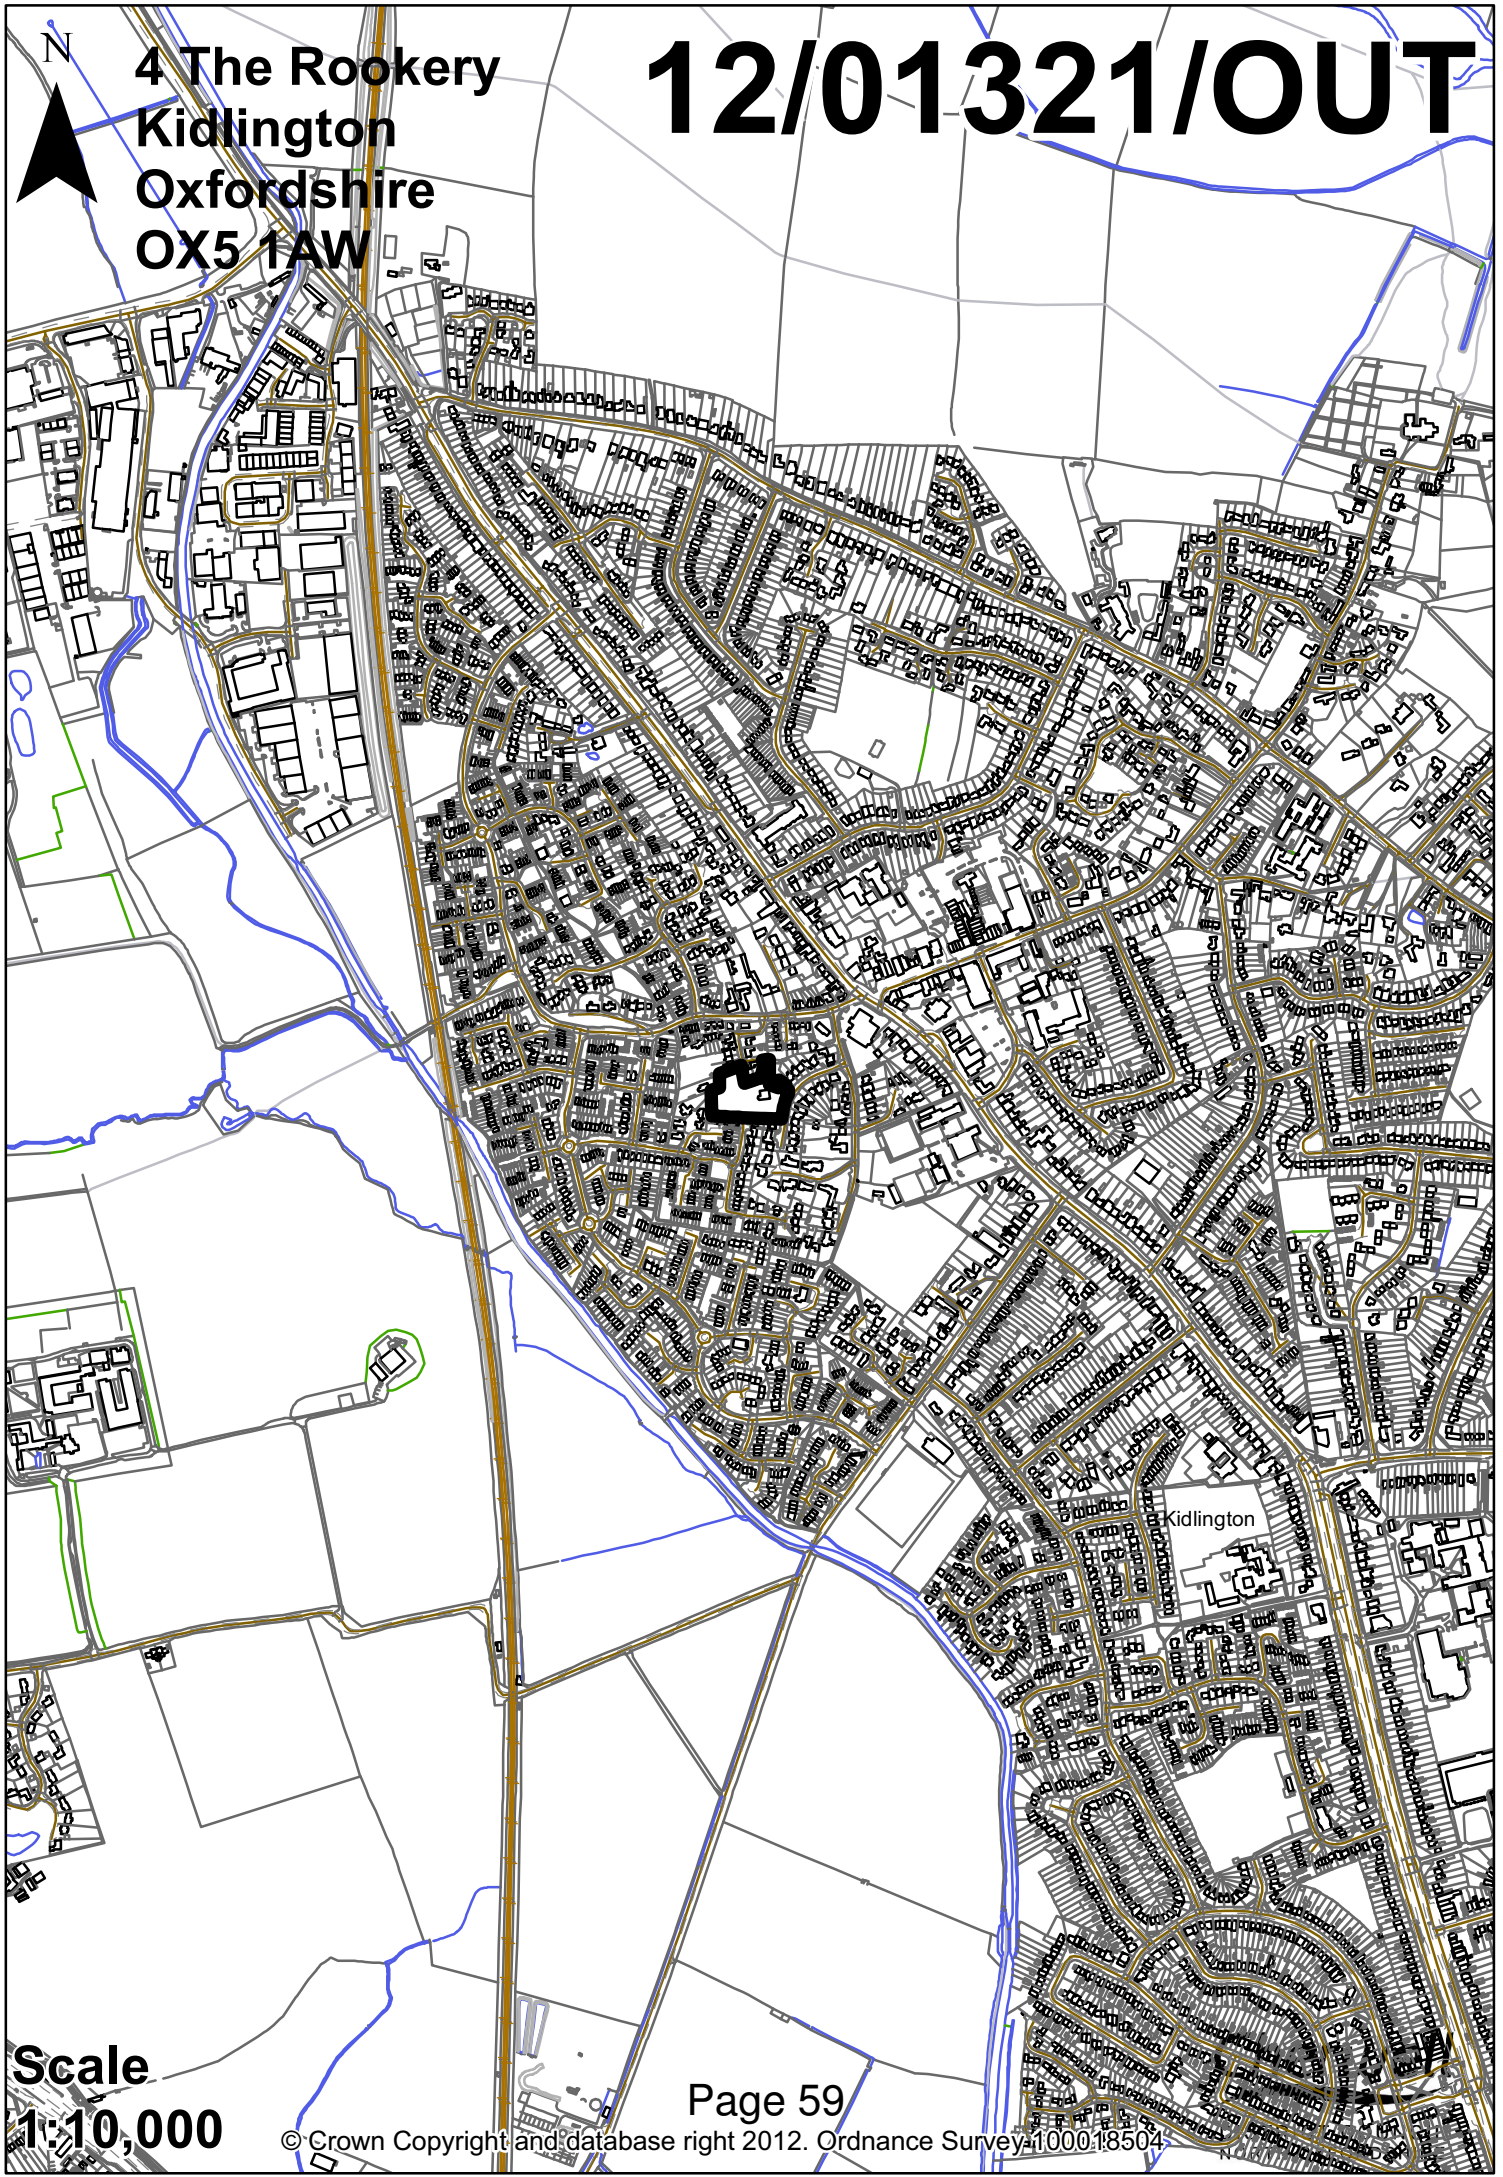 N
4 The Rookery
Kidlington
Oxfordshire
OX5 1AW
12/01321/OUT
Kidlington
Scale
1:10,000
Page 59
© Crown Copyright and database right 2012. Ordnance Survey 100018504